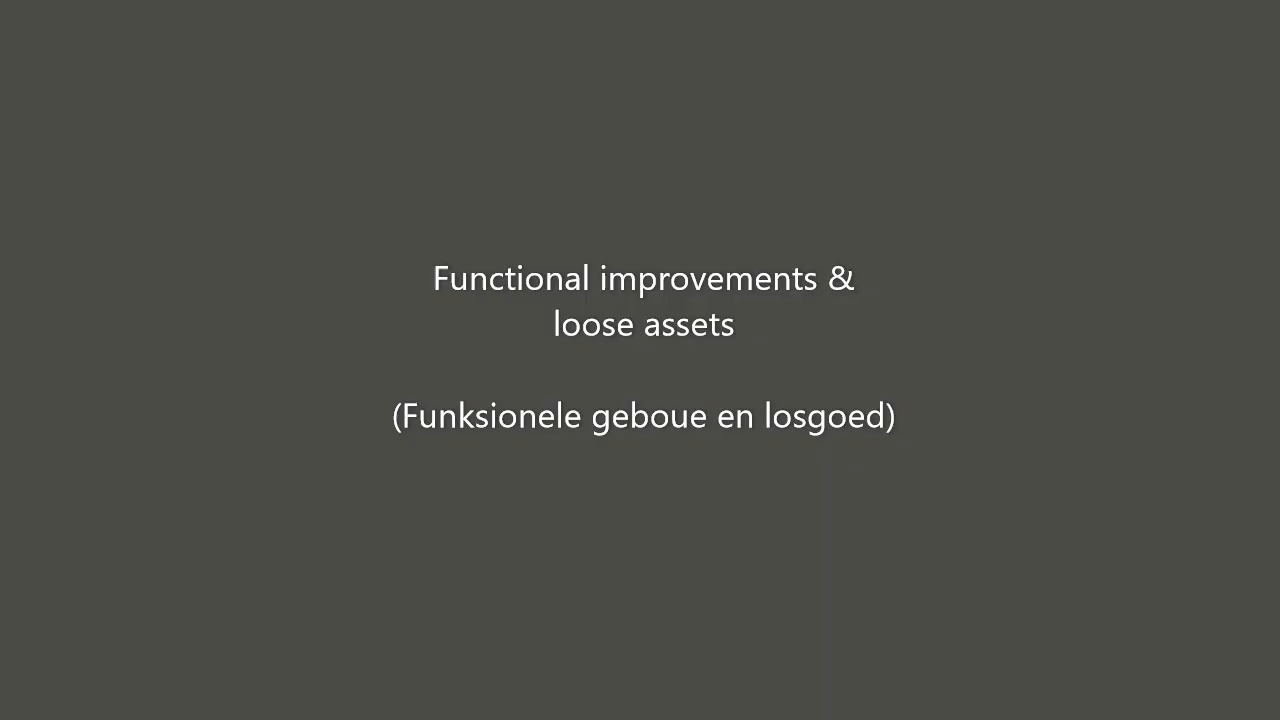 Functional improvements &
loose assets
(Funksionele geboue en losgoed)